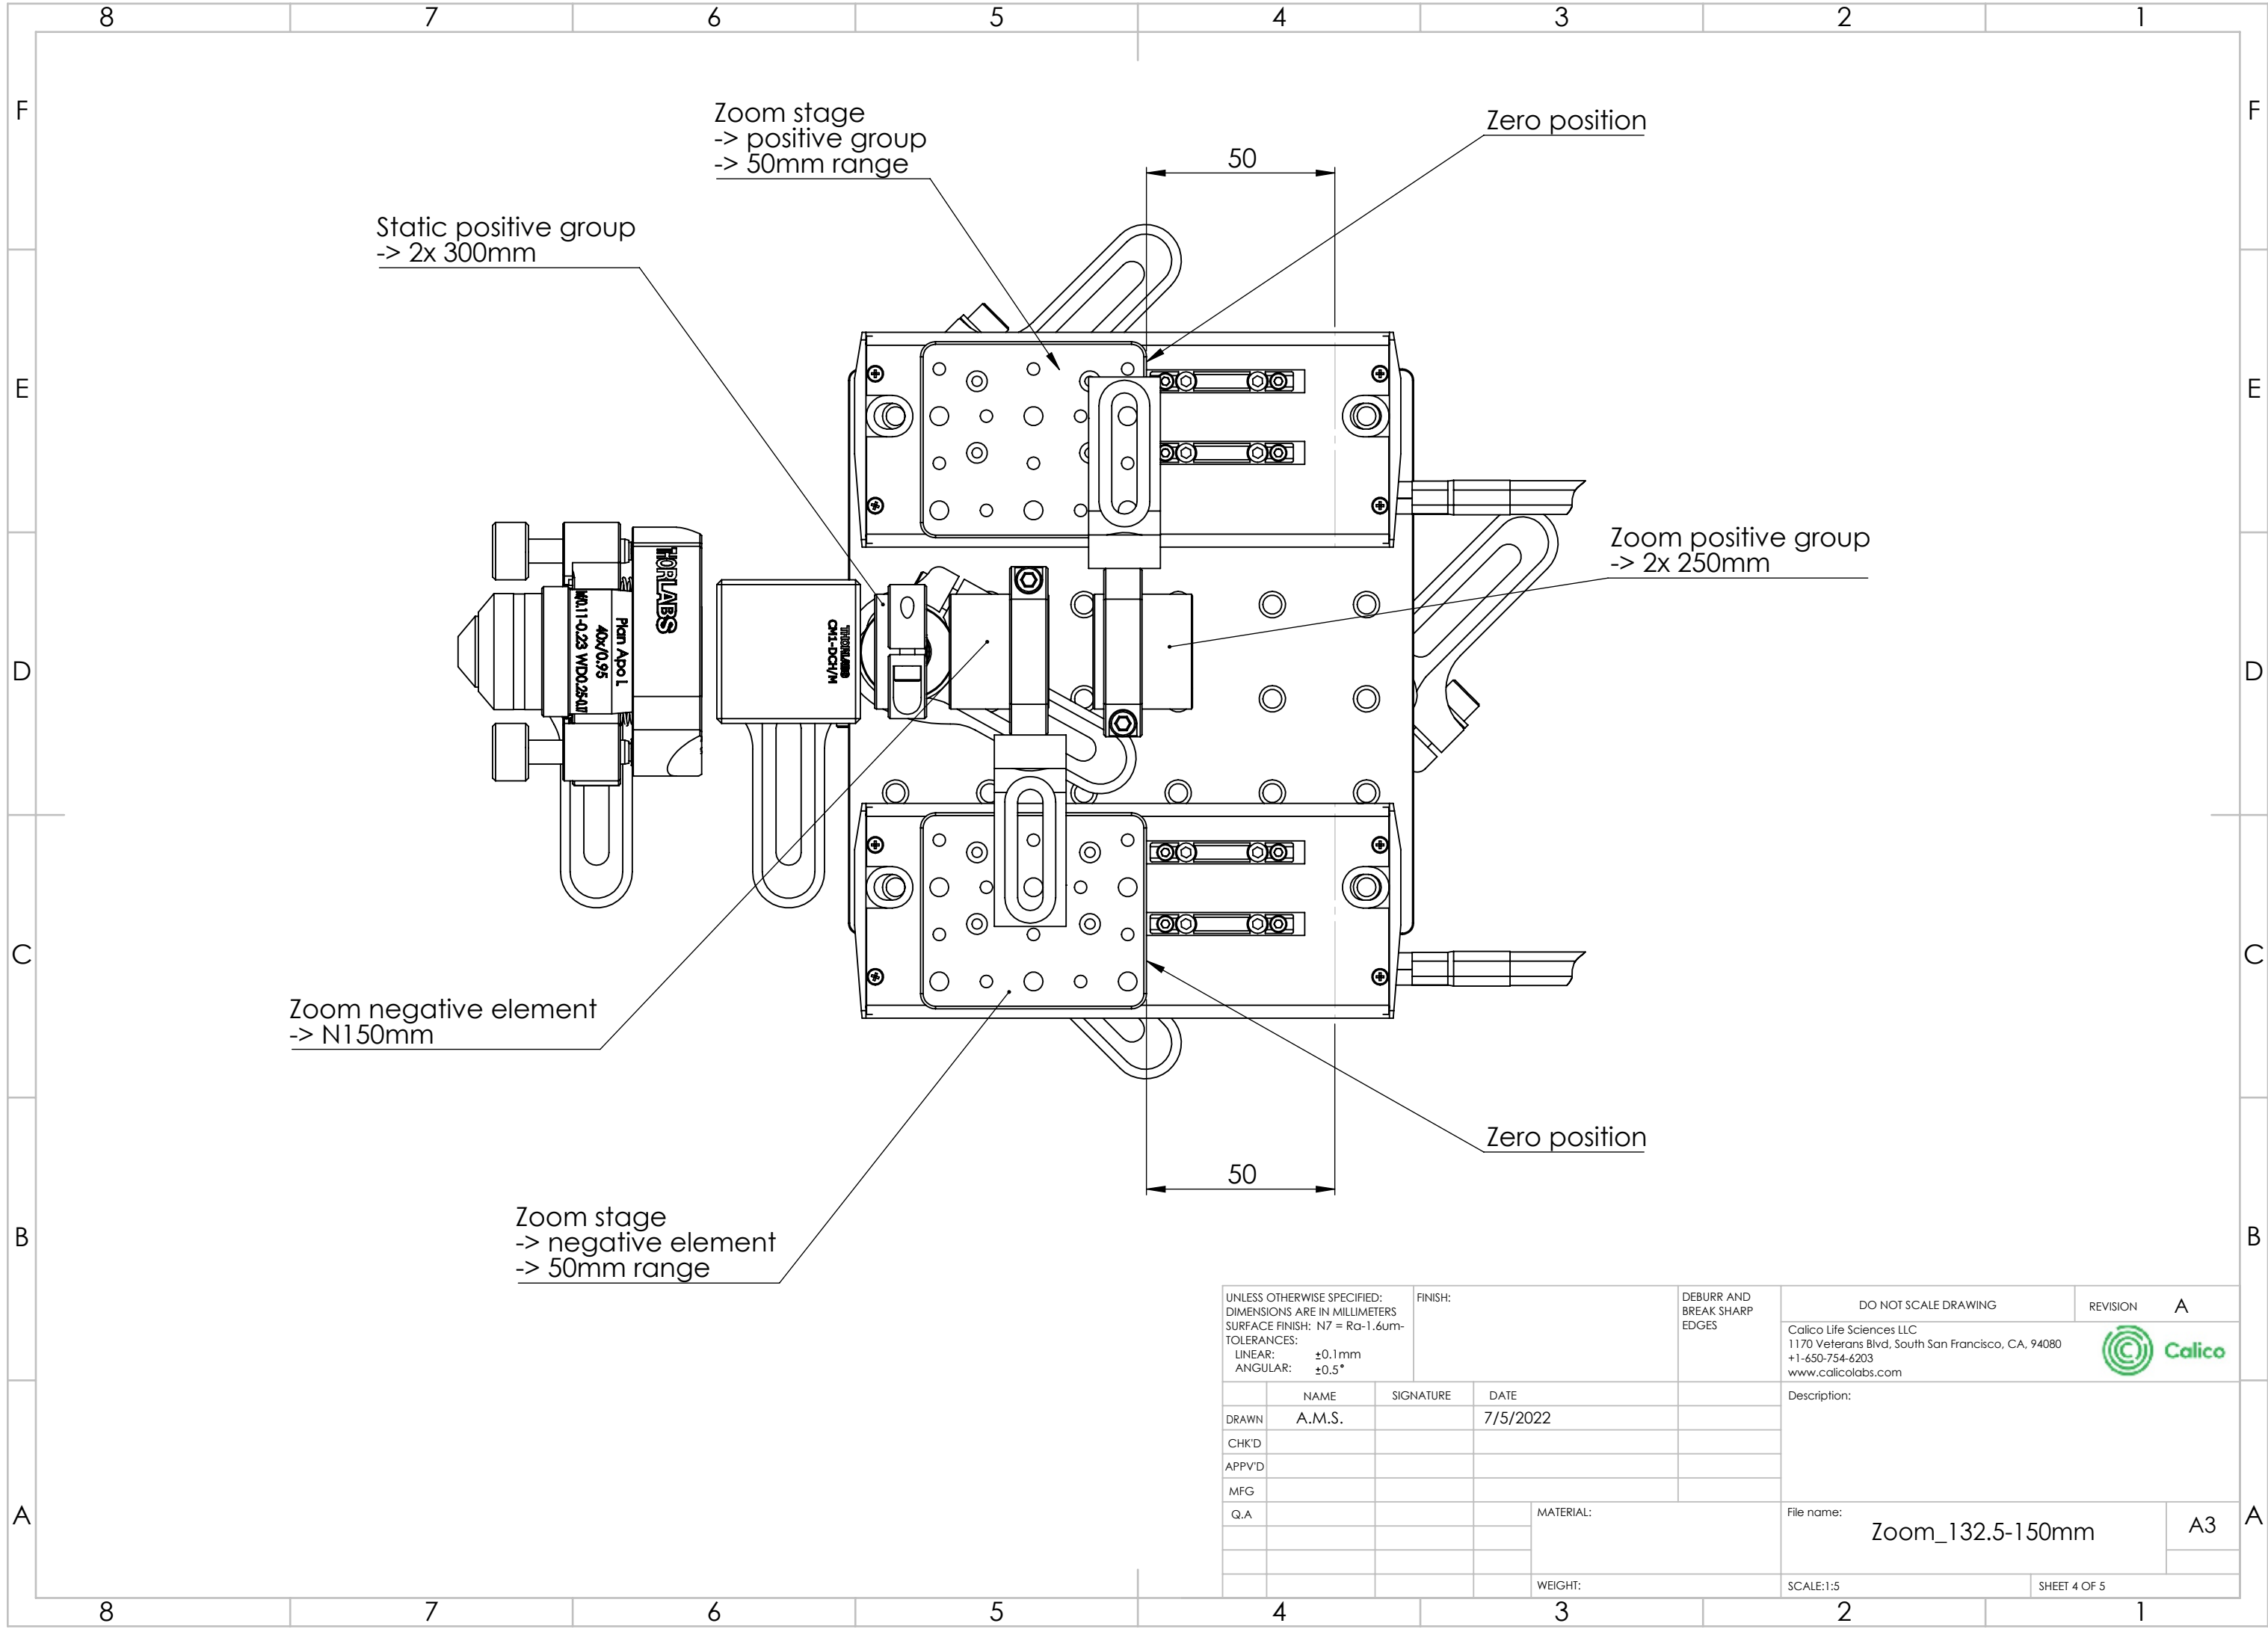 8 7 6 5 4 3 2 1
F F
Zoom stage
-> positive group
-> 50mm range
Zero position
50
Static positive group
-> 2x 300mm
E E
Zoom positive group
-> 2x 250mm
THORLABS
Plan Apo λ
40x/0.95
WD0.25-0.17
THORLABS
CM1-DCH/M
D D
C C
Zoom negative element
-> N150mm
Zero position
50
Zoom stage
-> negative element
-> 50mm range
B B
UNLESS OTHERWISE SPECIFIED:
DIMENSIONS ARE IN MILLIMETERS
SURFACE FINISH: N7 = Ra-1.6um-
TOLERANCES:
LINEAR: ±0.1mm
ANGULAR: ±0.5°
FINISH:
DEBURR AND
BREAK SHARP
EDGES
DO NOT SCALE DRAWING
REVISION A
Calico Life Sciences LLC
1170 Veterans Blvd, South San Francisco, CA, 94080
+1-650-754-6203
www.calicolabs.com
Calico
NAME SIGNATURE DATE
Description:
DRAWN A.M.S. 7/5/2022
CHK'D
APPV'D
MFG
Q.A
MATERIAL:
File name:
Zoom_132.5-150mm
A3
A A
WEIGHT:
SCALE:1:5
SHEET 4 OF 5
8 7 6 5 4 3 2 1